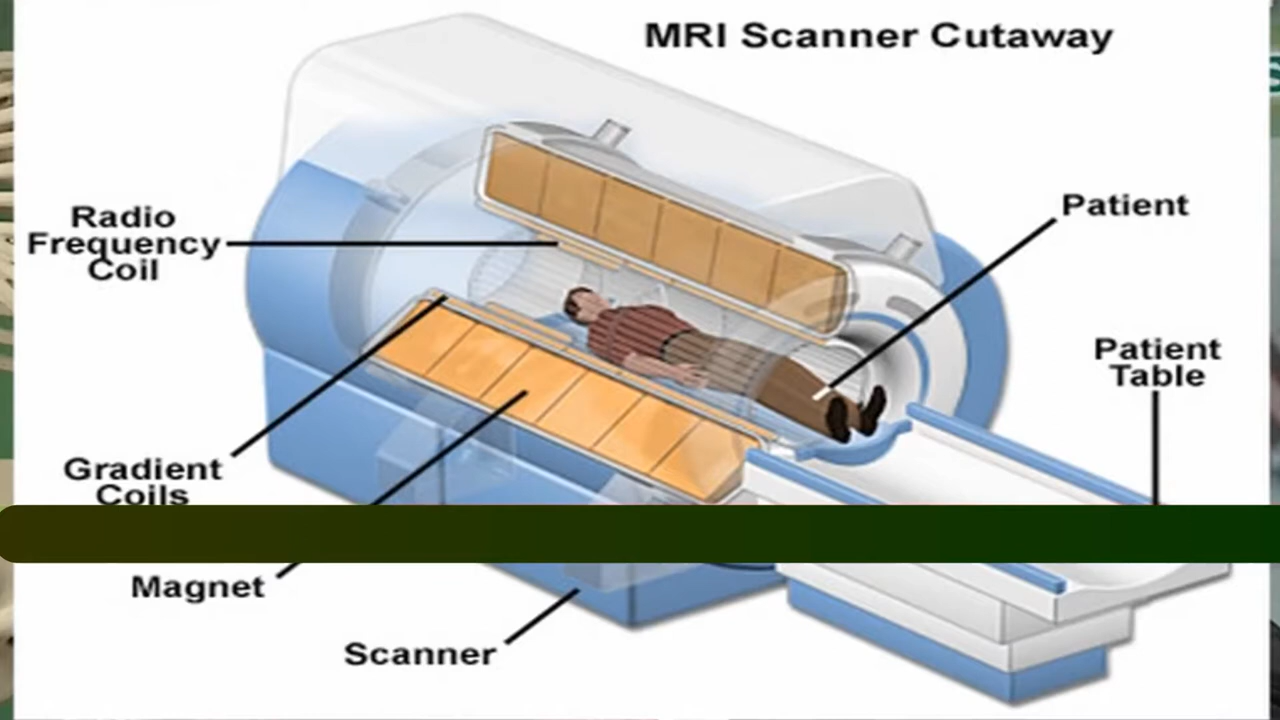 MRI Scanner Cutaway
Radio
Frequency
Coil
Patient
Patient
Table
Gradient
Coils
Magnet
Scanner